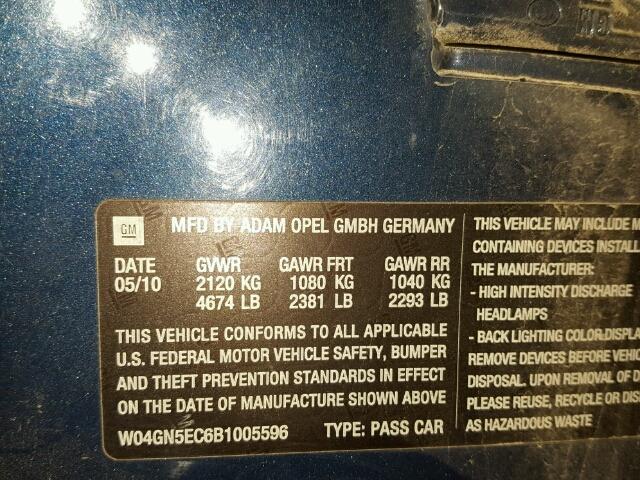 GM
GM
MFD BY ADAM OPEL GMBH GERMANY
DATE GVWR GAWR FRT GAWR RR
05/10 2120 KG 1080 KG 1040 KG
4674 LB 2381 LB 2293 LB
THIS VEHICLE CONFORMS TO ALL APPLICABLE
U.S. FEDERAL MOTOR VEHICLE SAFETY, BUMPER
AND THEFT PREVENTION STANDARDS IN EFFECT
ON THE DATE OF MANUFACTURE SHOWN ABOVE
W04GN5EC6B1005596 TYPE: PASS CAR
THIS VEHICLE MAY INCLUDE M
CONTAINING DEVICES INSTALL
THE MANUFACTURER:
- HIGH INTENSITY DISCHARGE
HEADLAMPS
- BACK LIGHTING COLOR DISPLA
REMOVE DEVICES BEFORE VEHI
DISPOSAL. UPON REMOVAL OF D
PLEASE REUSE, RECYCLE OR DIS
AS HAZARDOUS WASTE